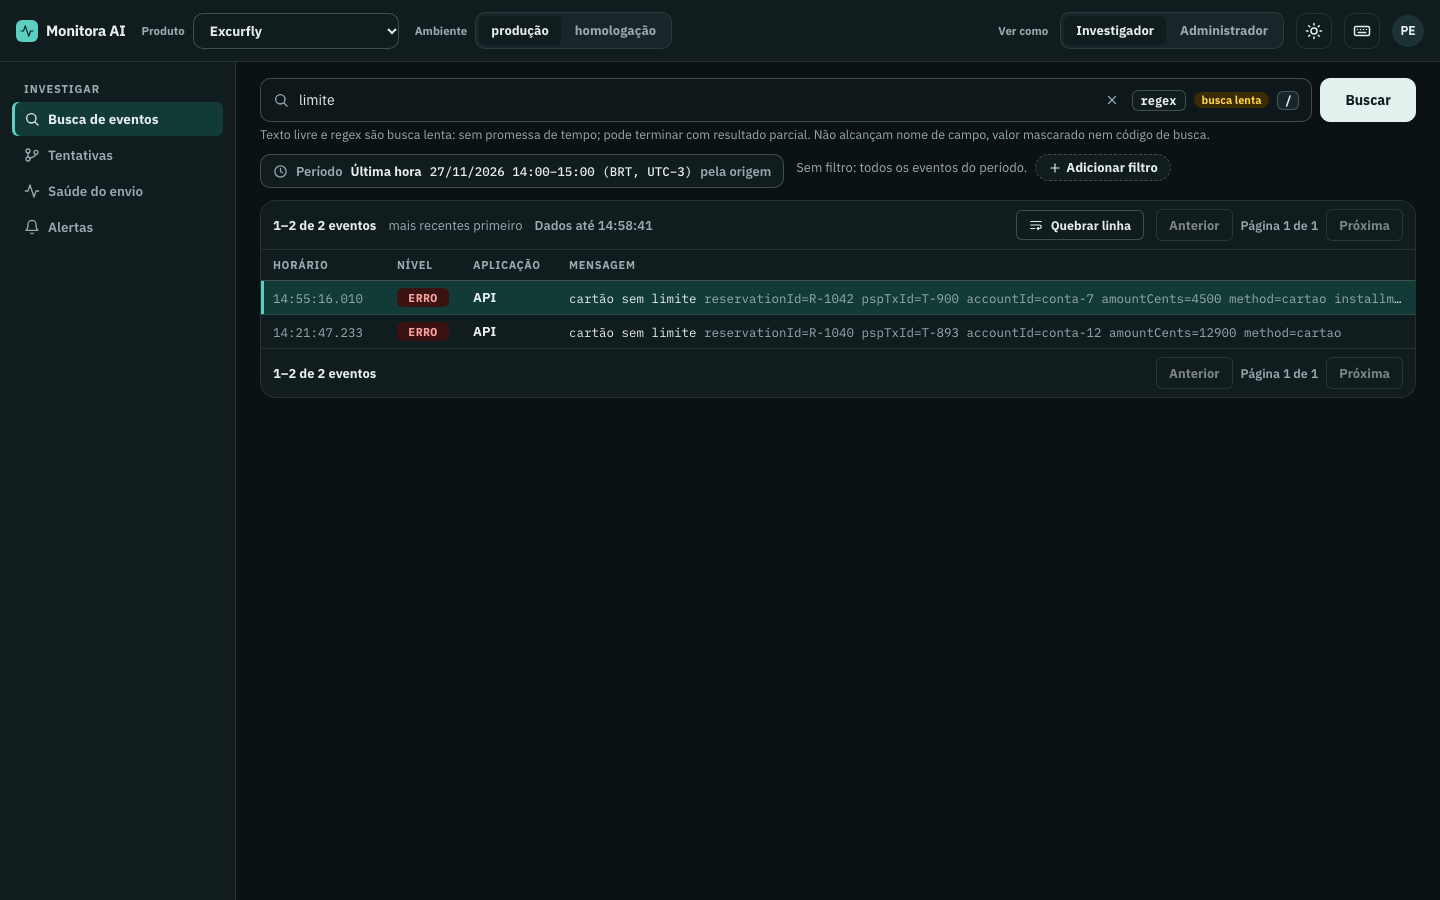 Monitora AI Produto Excurfly Ambiente produção homologação Ver como Investigador Administrador PE
INVESTIGAR
Busca de eventos
Tentativas
Saúde do envio
Alertas
limite regex busca lenta / Buscar
Texto livre e regex são busca lenta: sem promessa de tempo; pode terminar com resultado parcial. Não alcançam nome de campo, valor mascarado nem código de busca.
Período Última hora 27/11/2026 14:00–15:00 (BRT, UTC−3) pela origem Sem filtro: todos os eventos do período. Adicionar filtro
1–2 de 2 eventos mais recentes primeiro Dados até 14:58:41 Quebrar linha Anterior Página 1 de 1 Próxima
HORÁRIO NÍVEL APLICAÇÃO MENSAGEM
14:55:16.010 ERRO API cartão sem limite reservationId=R-1042 pspTxId=T-900 accountId=conta-7 amountCents=4500 method=cartao installm…
14:21:47.233 ERRO API cartão sem limite reservationId=R-1040 pspTxId=T-893 accountId=conta-12 amountCents=12900 method=cartao
1–2 de 2 eventos Anterior Página 1 de 1 Próxima